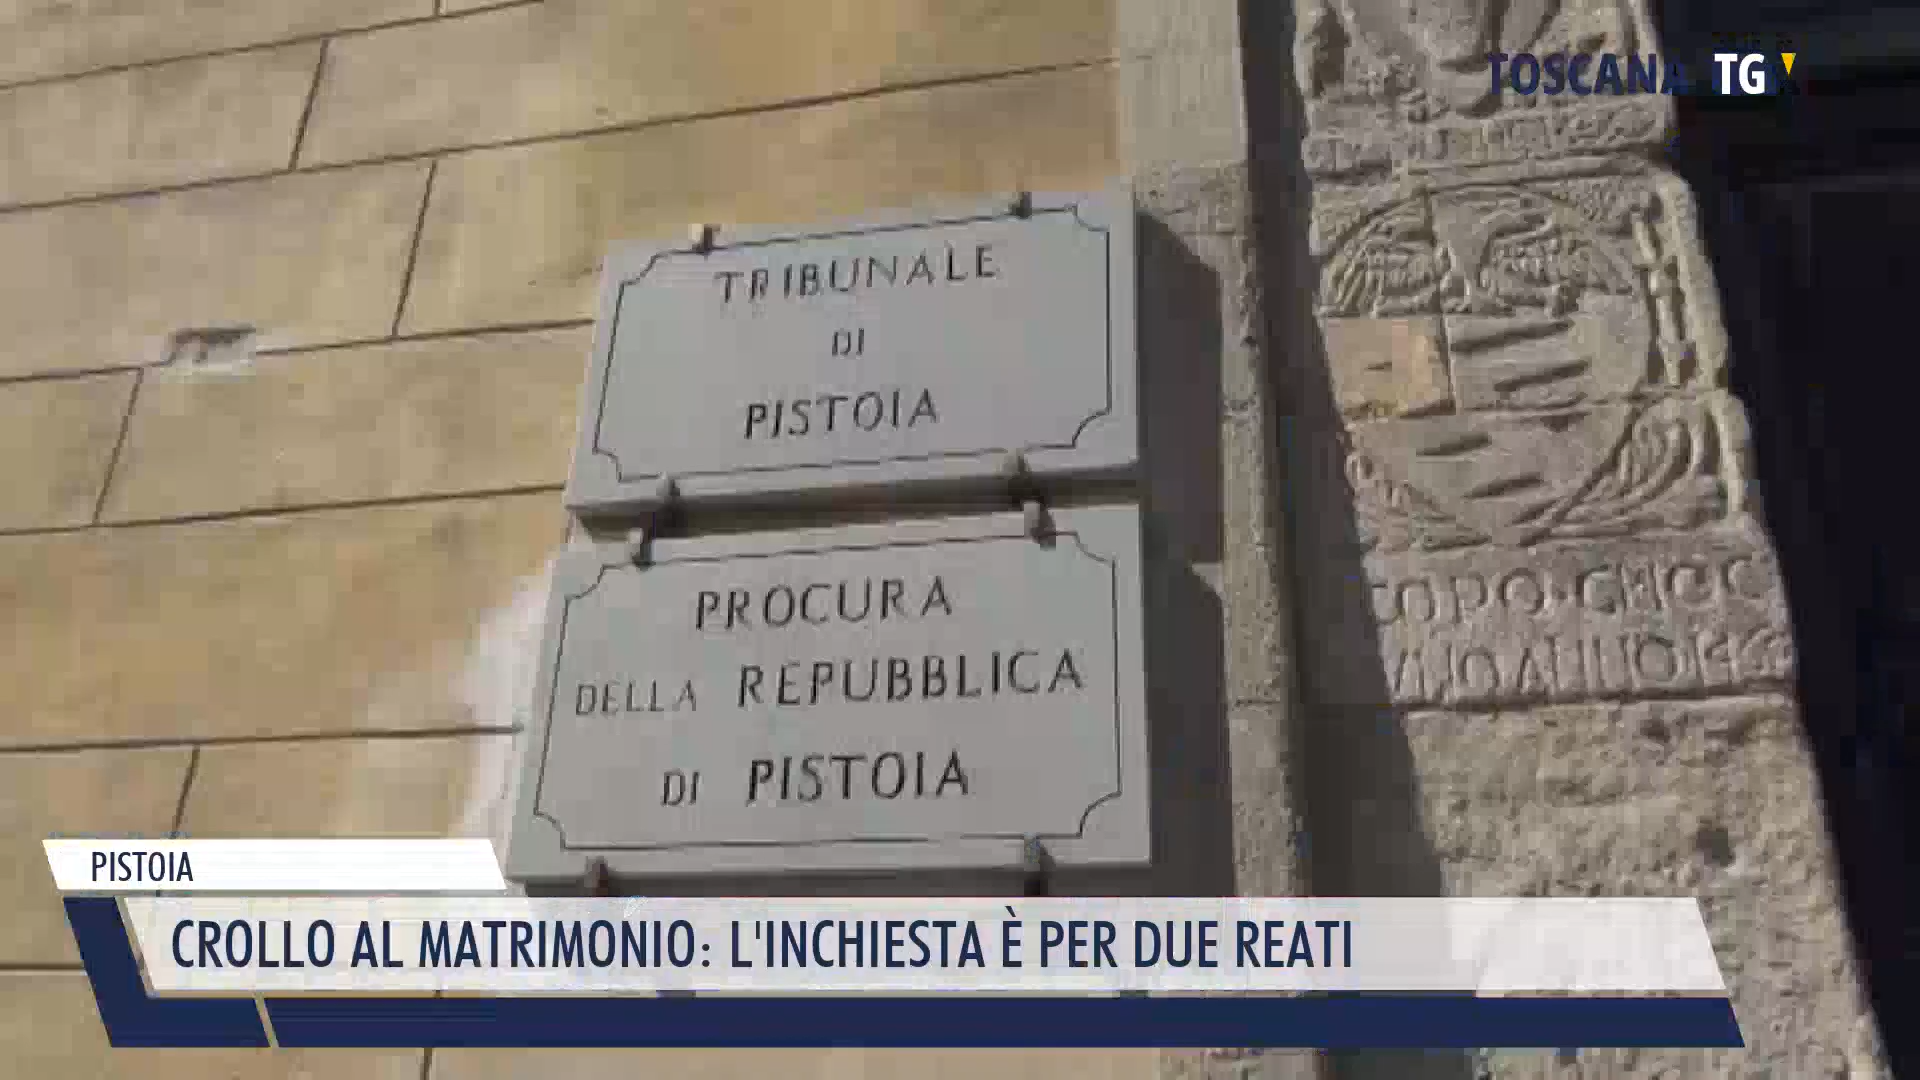 TOSCANA TG
TRIBUNALE
DI
PISTOIA
PROCURA
DELLA REPUBBLICA
DI PISTOIA
PISTOIA
CROLLO AL MATRIMONIO: L'INCHIESTA È PER DUE REATI